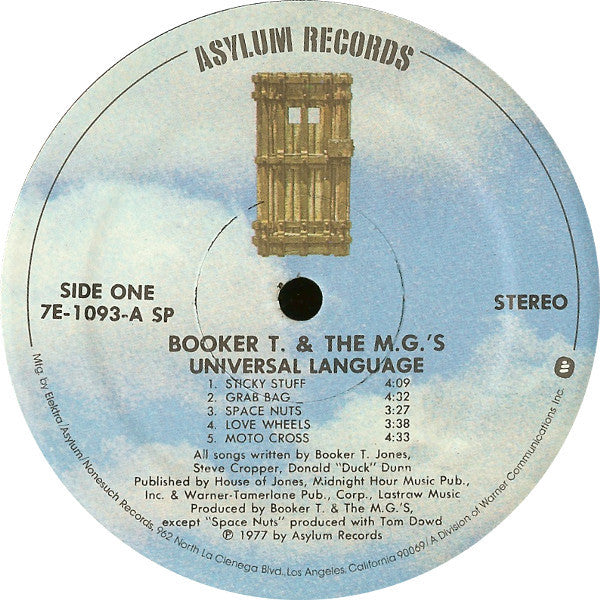 ASYLUM RECORDS
SIDE ONE
7E-1093-A SP
STEREO
BOOKER T. & THE M.G.'S
UNIVERSAL LANGUAGE
1. STICKY STUFF 4:09
2. GRAB BAG 4:32
3. SPACE NUTS 3:27
4. LOVE WHEELS 3:38
5. MOTO CROSS 4:33
All songs written by Booker T. Jones,
Steve Cropper, Donald "Duck" Dunn
Published by House of Jones, Midnight Hour Music Pub.,
Inc. & Warner-Tamerlane Pub., Corp., Lastraw Music
Produced by Booker T. & The M.G.'S,
except "Space Nuts" produced with Tom Dowd
℗ 1977 by Asylum Records
Mfg by Elektra/Asylum/Nonesuch Records, 962 North La Cienega Blvd., Los Angeles, California 90069/A Division of Warner Communications Inc.